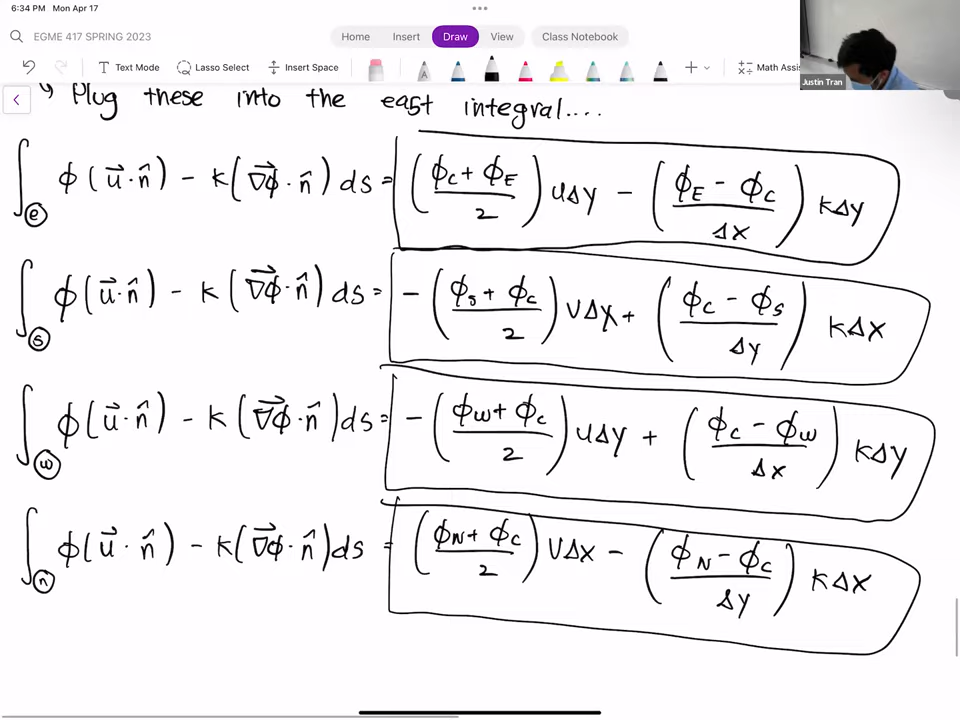 6:34 PM Mon Apr 17
EGME 417 SPRING 2023 Home Insert Draw View Class Notebook
Text Mode Lasso Select Insert Space Math Assis
Justin Tran
↳ Plug these into the east integral....
∫ⓔ ϕ(u⃗·n̂) − K(∇⃗ϕ·n̂)ds = ((ϕC + ϕE)/2) uΔy − ((ϕE − ϕC)/Δx) KΔy
∫ⓢ ϕ(u⃗·n̂) − K(∇⃗ϕ·n̂)ds = −((ϕS + ϕC)/2) VΔx + ((ϕC − ϕS)/Δy) KΔx
∫ⓦ ϕ(u⃗·n̂) − K(∇⃗ϕ·n̂)ds = −((ϕW + ϕC)/2) uΔy + ((ϕC − ϕW)/Δx) KΔy
∫ⓝ ϕ(u⃗·n̂) − K(∇⃗ϕ·n̂)ds = ((ϕN + ϕC)/2) VΔx − ((ϕN − ϕC)/Δy) KΔx